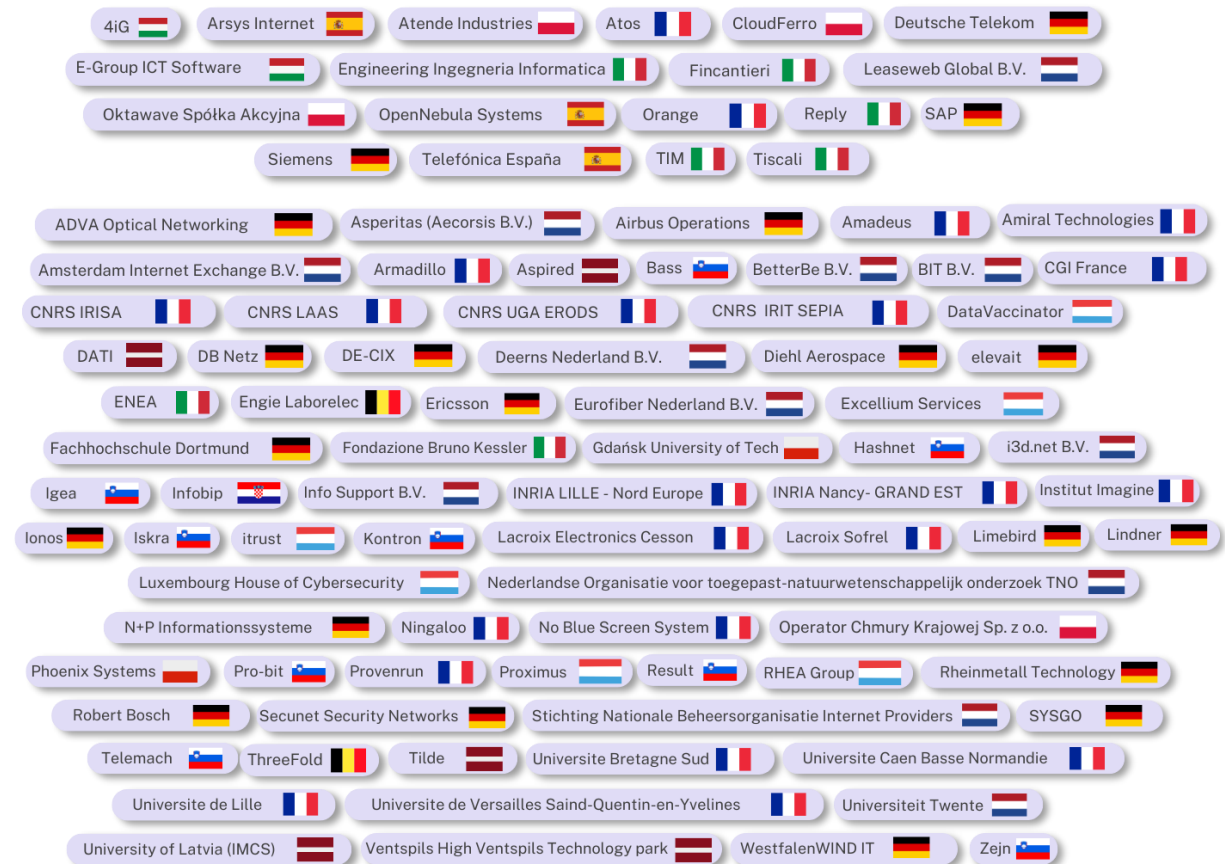 4iG Arsys Internet Atende Industries Atos CloudFerro Deutsche Telekom
E-Group ICT Software Engineering Ingegneria Informatica Fincantieri Leaseweb Global B.V.
Oktawave Spółka Akcyjna OpenNebula Systems Orange Reply SAP
Siemens Telefónica España TIM Tiscali
ADVA Optical Networking Asperitas (Aecorsis B.V.) Airbus Operations Amadeus Amiral Technologies
Amsterdam Internet Exchange B.V. Armadillo Aspired Bass BetterBe B.V. BIT B.V. CGI France
CNRS IRISA CNRS LAAS CNRS UGA ERODS CNRS IRIT SEPIA DataVaccinator
DATI DB Netz DE-CIX Deerns Nederland B.V. Diehl Aerospace elevait
ENEA Engie Laborelec Ericsson Eurofiber Nederland B.V. Excellium Services
Fachhochschule Dortmund Fondazione Bruno Kessler Gdańsk University of Tech Hashnet i3d.net B.V.
Igea Infobip Info Support B.V. INRIA LILLE - Nord Europe INRIA Nancy- GRAND EST Institut Imagine
Ionos Iskra itrust Kontron Lacroix Electronics Cesson Lacroix Sofrel Limebird Lindner
Luxembourg House of Cybersecurity Nederlandse Organisatie voor toegepast-natuurwetenschappelijk onderzoek TNO
N+P Informationssysteme Ningaloo No Blue Screen System Operator Chmury Krajowej Sp. z o.o.
Phoenix Systems Pro-bit Provenrun Proximus Result RHEA Group Rheinmetall Technology
Robert Bosch Secunet Security Networks Stichting Nationale Beheersorganisatie Internet Providers SYSGO
Telemach ThreeFold Tilde Universite Bretagne Sud Universite Caen Basse Normandie
Universite de Lille Universite de Versailles Saind-Quentin-en-Yvelines Universiteit Twente
University of Latvia (IMCS) Ventspils High Ventspils Technology park WestfalenWIND IT Zejn